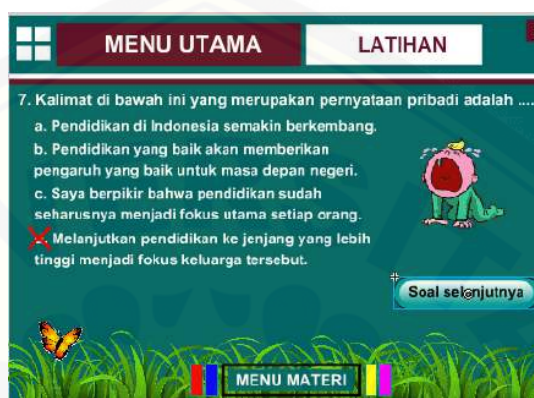 MENU UTAMA
LATIHAN
7. Kalimat di bawah ini yang merupakan pernyataan pribadi adalah ....
a. Pendidikan di Indonesia semakin berkembang.
b. Pendidikan yang baik akan memberikan
pengaruh yang baik untuk masa depan negeri.
c. Saya berpikir bahwa pendidikan sudah
seharusnya menjadi fokus utama setiap orang.
Melanjutkan pendidikan ke jenjang yang lebih
tinggi menjadi fokus keluarga tersebut.
Soal selanjutnya
MENU MATERI